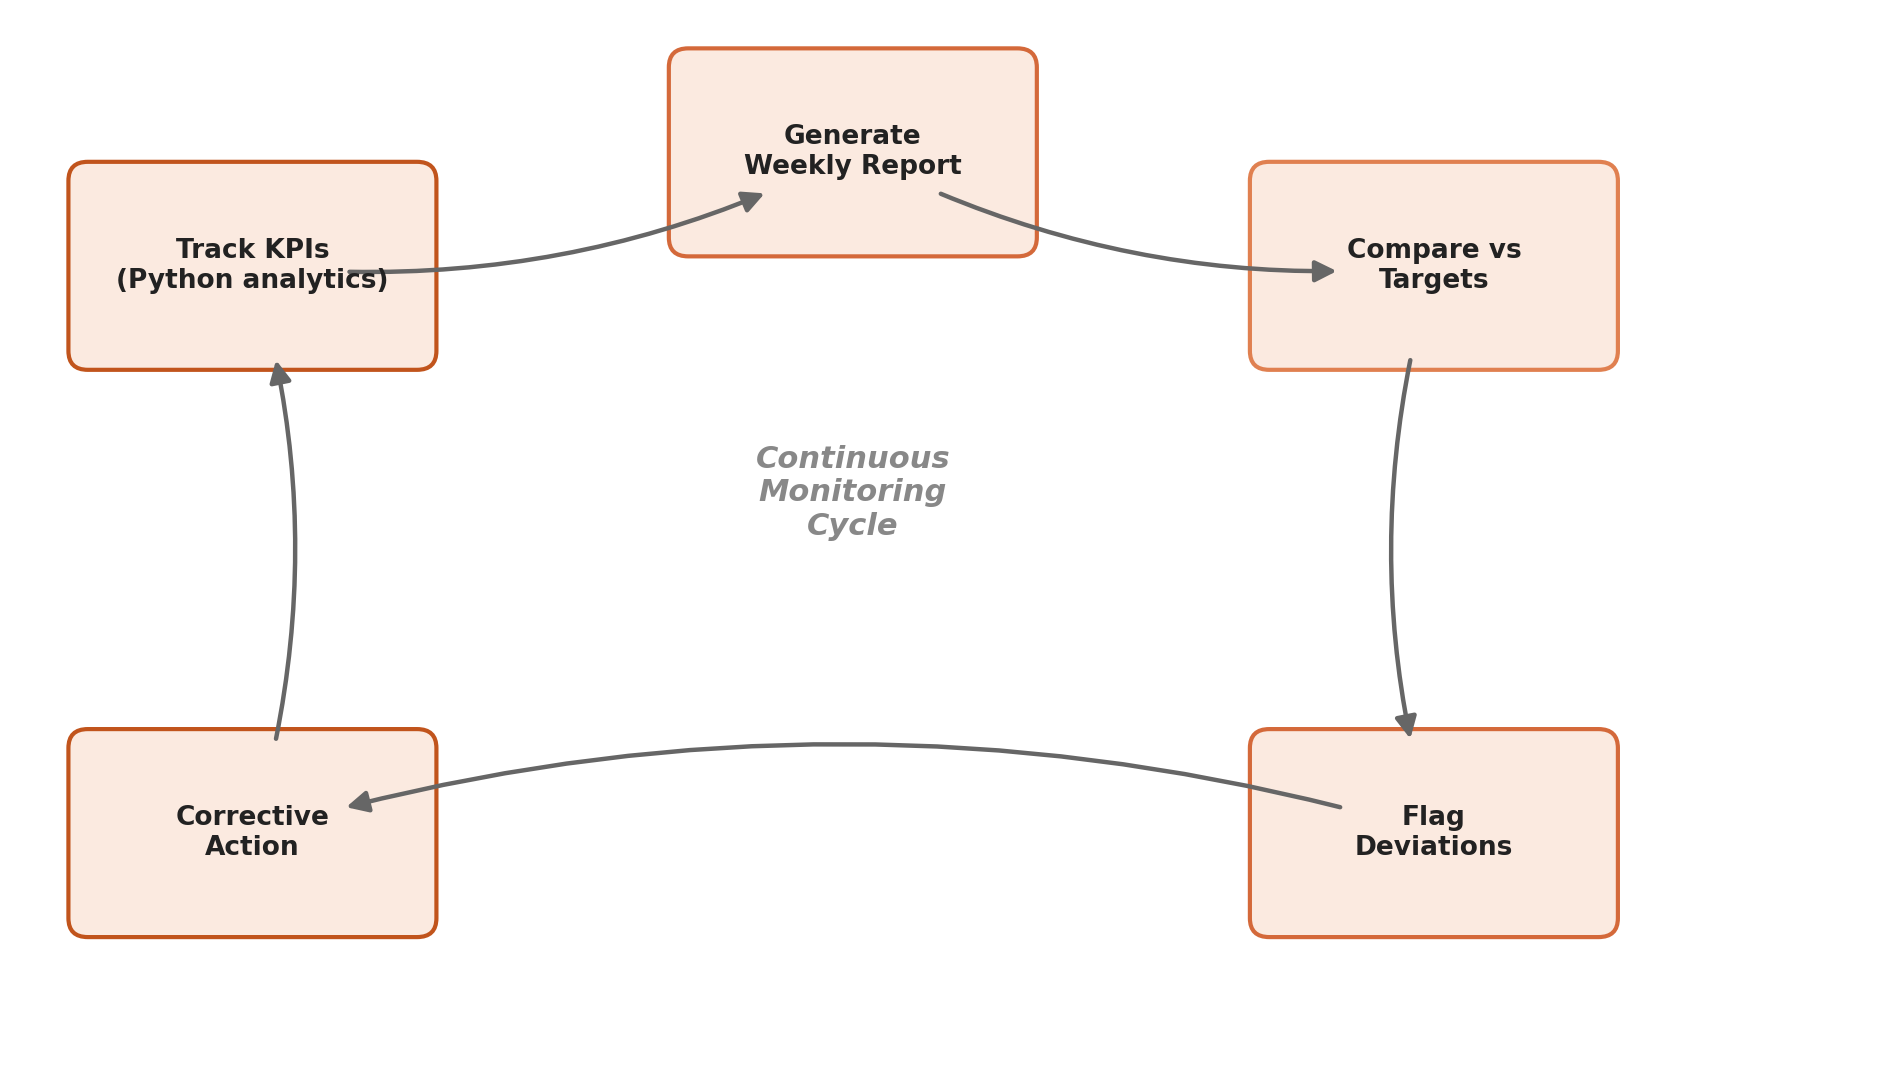 Generate
Weekly Report
Track KPIs
(Python analytics)
Compare vs
Targets
Continuous
Monitoring
Cycle
Corrective
Action
Flag
Deviations